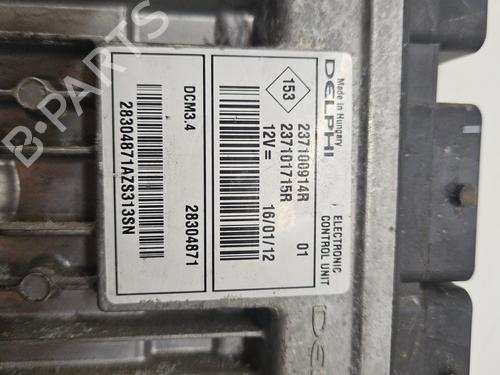 DELPHI
Made in Hungary
ELECTRONIC
CONTROL UNIT
153
237100914R 01
237101715R
12V = 16/01/12
DCM3.4 28304871
28304871AZS313SN